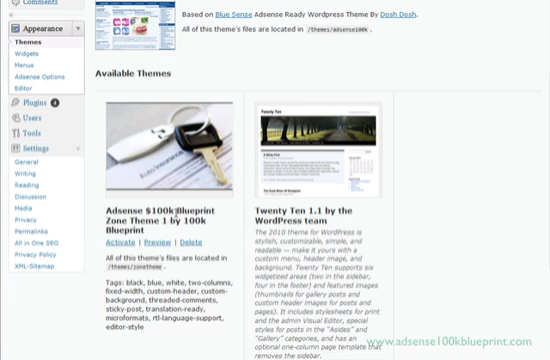 Comments
Appearance
Themes
Widgets
Menus
Adsense Options
Editor
Plugins 4
Users
Tools
Settings
General
Writing
Reading
Discussion
Media
Privacy
Permalinks
All in One SEO
Privacy Policy
XML-Sitemap
Based on Blue Sense Adsense Ready Wordpress Theme By Dosh Dosh.
All of this theme's files are located in /themes/adsense100k.
Available Themes
Adsense $100k Blueprint
Zone Theme 1 by 100k
Blueprint
Activate | Preview | Delete
All of this theme's files are located in
/themes/zonetheme.
Tags: black, blue, white, two-columns,
fixed-width, custom-header, custom-
background, threaded-comments,
sticky-post, translation-ready,
microformats, rtl-language-support,
editor-style
Twenty Ten
Twenty Ten 1.1 by the
WordPress team
The 2010 theme for WordPress is
stylish, customizable, simple, and
readable — make it yours with a
custom menu, header image, and
background. Twenty Ten supports six
widgetized areas (two in the sidebar,
four in the footer) and featured images
(thumbnails for gallery posts and
custom header images for posts and
pages). It includes stylesheets for print
and the admin Visual Editor, special
styles for posts in the "Asides" and
"Gallery" categories, and has an
optional one-column page template that
removes the sidebar.
www.adsense100kblueprint.com